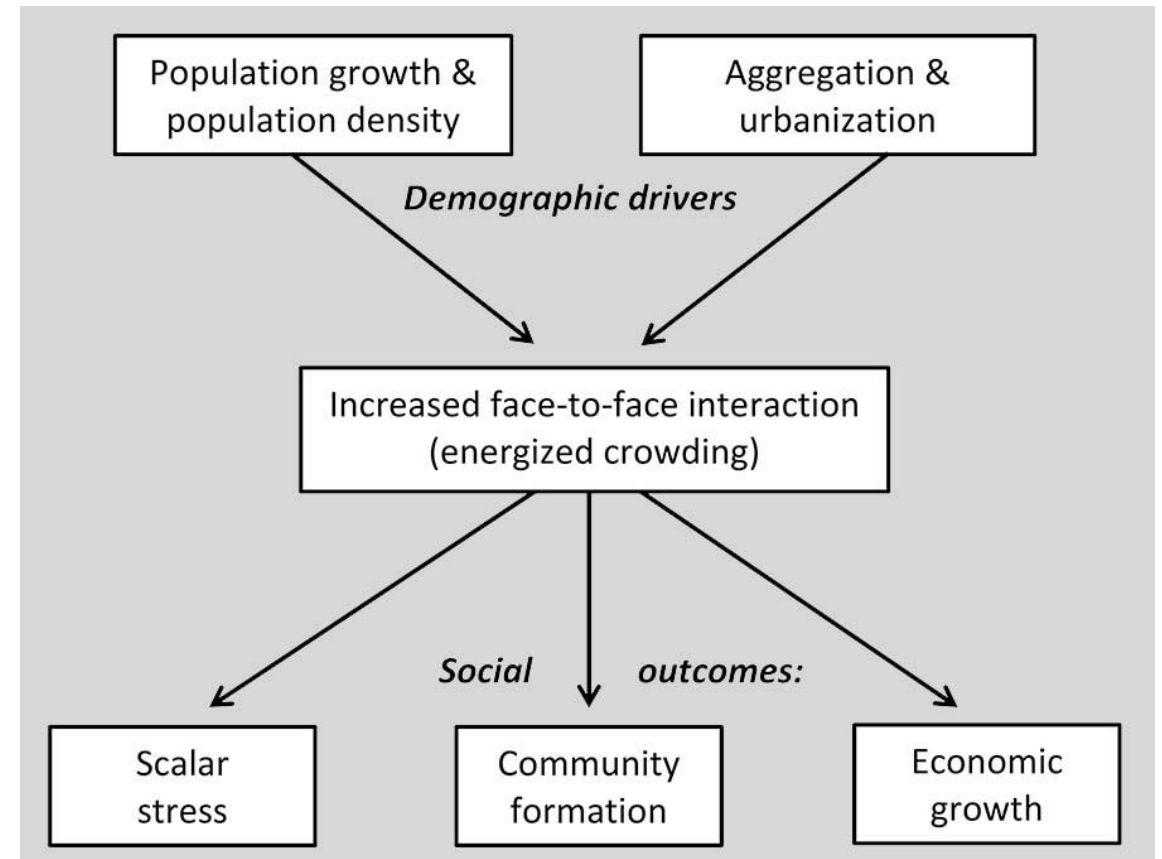 Population growth &
population density
Aggregation &
urbanization
Demographic drivers
Increased face-to-face interaction
(energized crowding)
Social outcomes:
Scalar
stress
Community
formation
Economic
growth